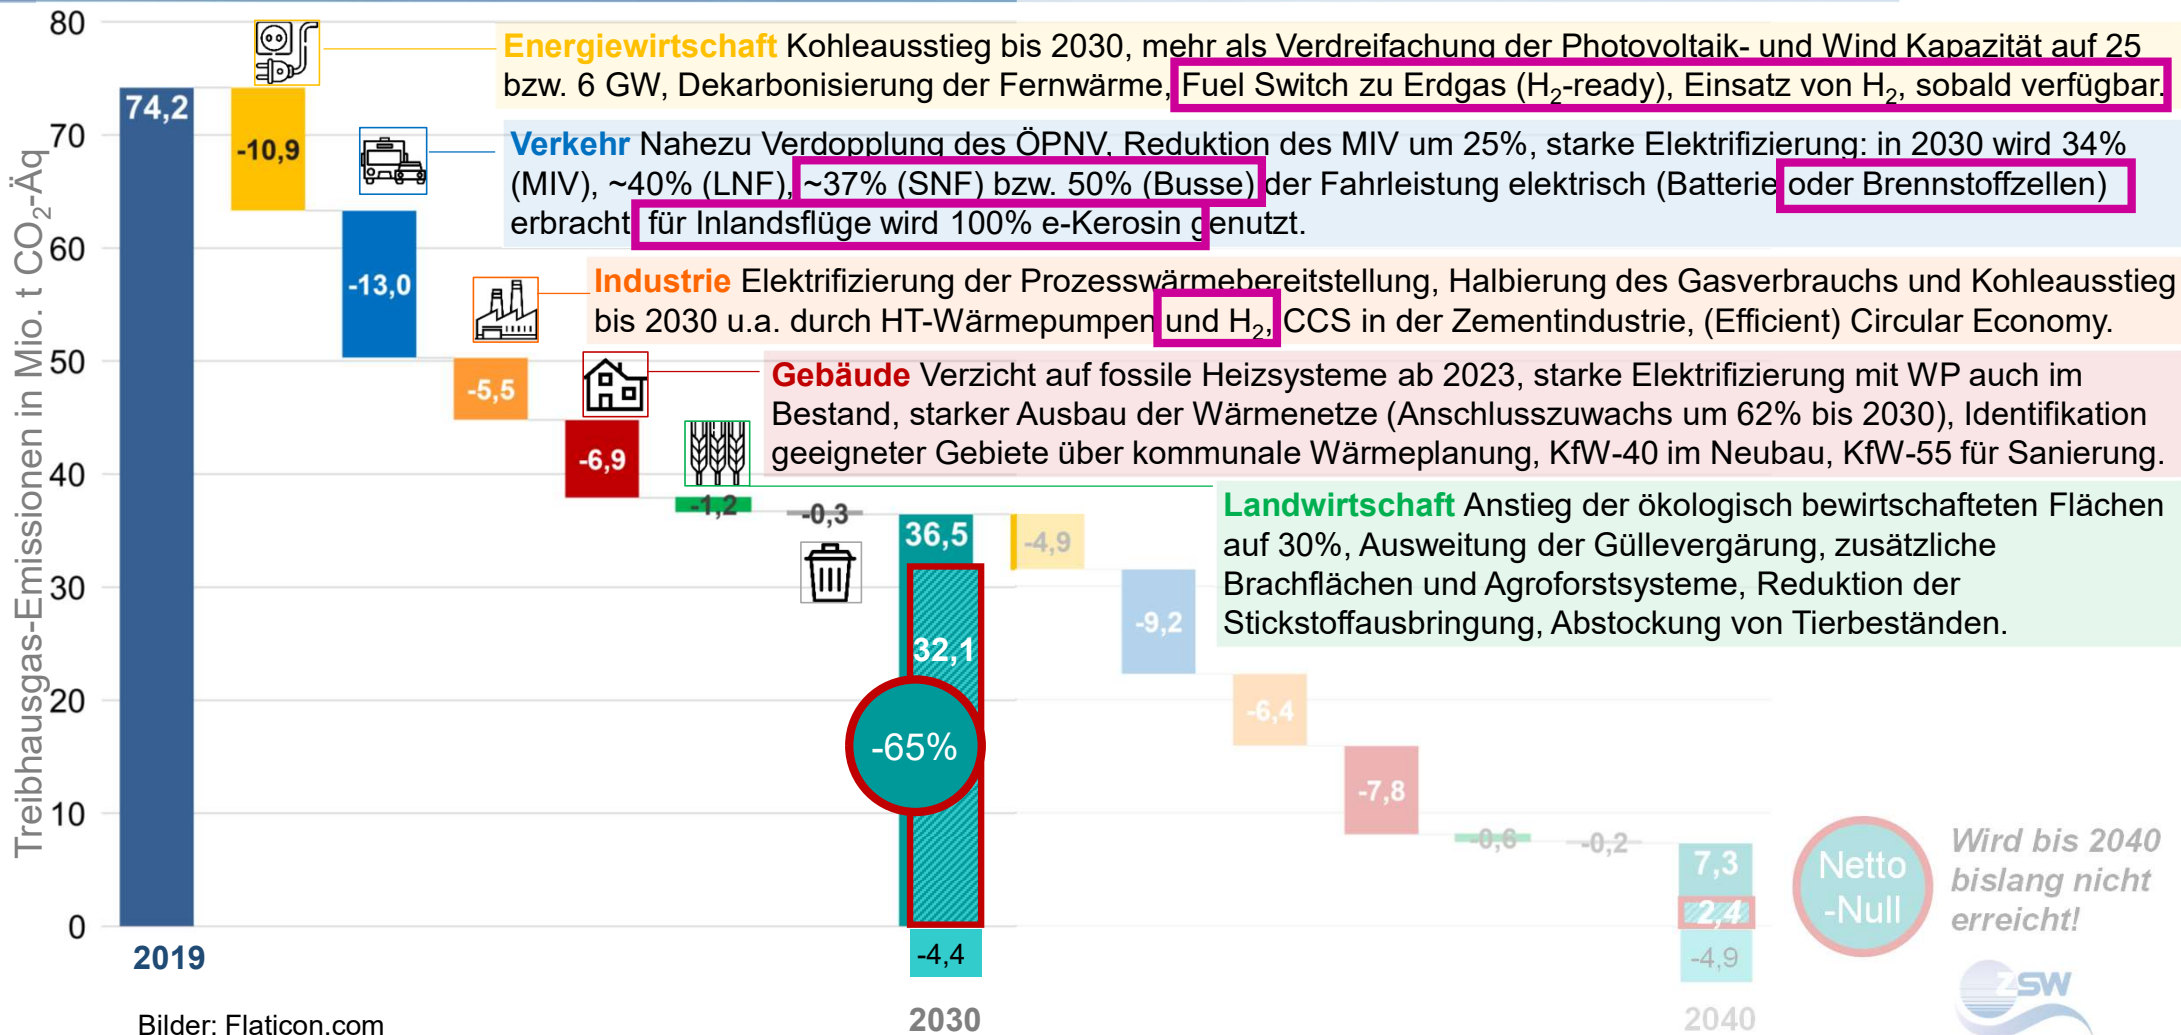 Treibhausgas-Emissionen in Mio. t CO₂-Äq
80
70
60
50
40
30
20
10
0
74,2
-10,9
-13,0
-5,5
-6,9
-1,2
-0,3
36,5
32,1
-65%
-4,4
-4,9
-9,2
-6,4
-7,8
-0,6
-0,2
7,3
2,4
-4,9
Energiewirtschaft Kohleausstieg bis 2030, mehr als Verdreifachung der Photovoltaik- und Wind Kapazität auf 25
bzw. 6 GW, Dekarbonisierung der Fernwärme, Fuel Switch zu Erdgas (H₂-ready), Einsatz von H₂, sobald verfügbar.
Verkehr Nahezu Verdopplung des ÖPNV, Reduktion des MIV um 25%, starke Elektrifizierung: in 2030 wird 34%
(MIV), ~40% (LNF), ~37% (SNF) bzw. 50% (Busse) der Fahrleistung elektrisch (Batterie oder Brennstoffzellen)
erbracht für Inlandsflüge wird 100% e-Kerosin genutzt.
Industrie Elektrifizierung der Prozesswärmebereitstellung, Halbierung des Gasverbrauchs und Kohleausstieg
bis 2030 u.a. durch HT-Wärmepumpen und H₂, CCS in der Zementindustrie, (Efficient) Circular Economy.
Gebäude Verzicht auf fossile Heizsysteme ab 2023, starke Elektrifizierung mit WP auch im
Bestand, starker Ausbau der Wärmenetze (Anschlusszuwachs um 62% bis 2030), Identifikation
geeigneter Gebiete über kommunale Wärmeplanung, KfW-40 im Neubau, KfW-55 für Sanierung.
Landwirtschaft Anstieg der ökologisch bewirtschafteten Flächen
auf 30%, Ausweitung der Güllevergärung, zusätzliche
Brachflächen und Agroforstsysteme, Reduktion der
Stickstoffausbringung, Abstockung von Tierbeständen.
Netto
-Null
Wird bis 2040
bislang nicht
erreicht!
2019
2030
2040
ZSW
Bilder: Flaticon.com